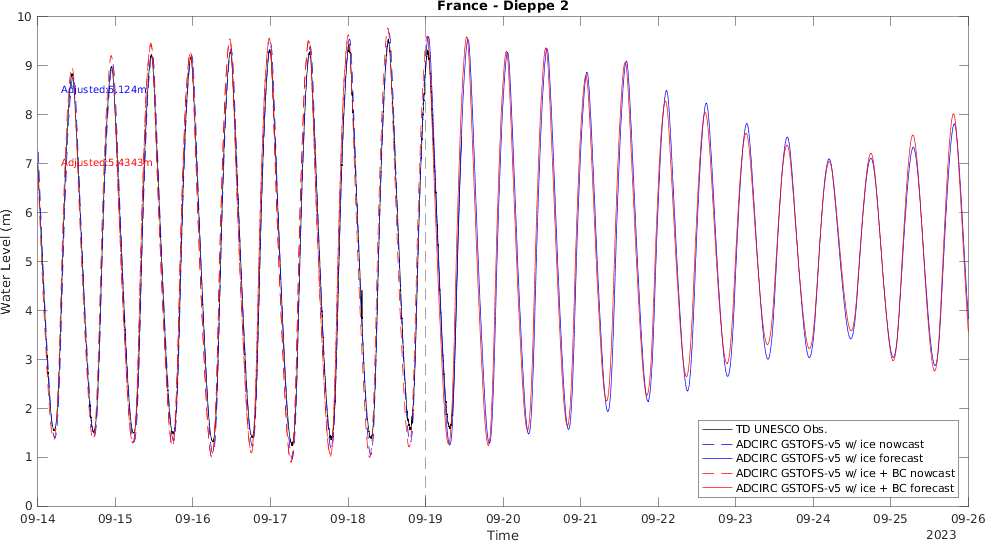 France - Dieppe 2
10
9
8
7
6
5
4
3
2
1
0
Water Level (m)
Adjusted:5.124m
Adjusted:5.4343m
TD UNESCO Obs.
ADCIRC GSTOFS-v5 w/ ice nowcast
ADCIRC GSTOFS-v5 w/ ice forecast
ADCIRC GSTOFS-v5 w/ ice + BC nowcast
ADCIRC GSTOFS-v5 w/ ice + BC forecast
09-14 09-15 09-16 09-17 09-18 09-19 09-20 09-21 09-22 09-23 09-24 09-25 09-26
Time
2023